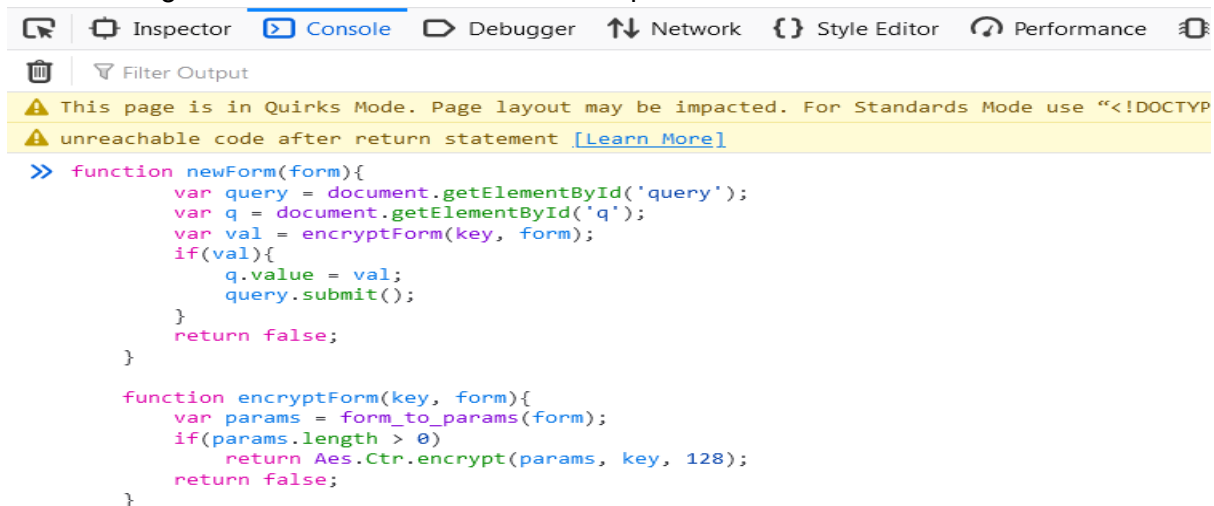 Inspector Console Debugger Network {} Style Editor Performance
Filter Output
This page is in Quirks Mode. Page layout may be impacted. For Standards Mode use “<!DOCTYP
unreachable code after return statement [Learn More]
>> function newForm(form){
var query = document.getElementById('query');
var q = document.getElementById('q');
var val = encryptForm(key, form);
if(val){
q.value = val;
query.submit();
}
return false;
}
function encryptForm(key, form){
var params = form_to_params(form);
if(params.length > 0)
return Aes.Ctr.encrypt(params, key, 128);
return false;
}